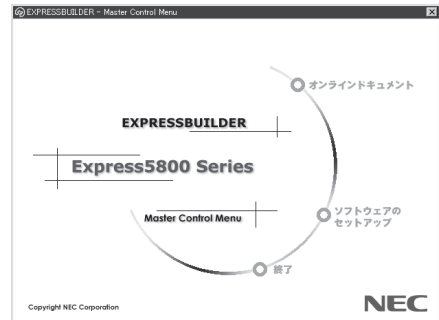 EXPRESSBUILDER - Master Control Menu
オンラインドキュメント
EXPRESSBUILDER
Express5800 Series
Master Control Menu
ソフトウェアの
セットアップ
終了
Copyright NEC Corporation
NEC